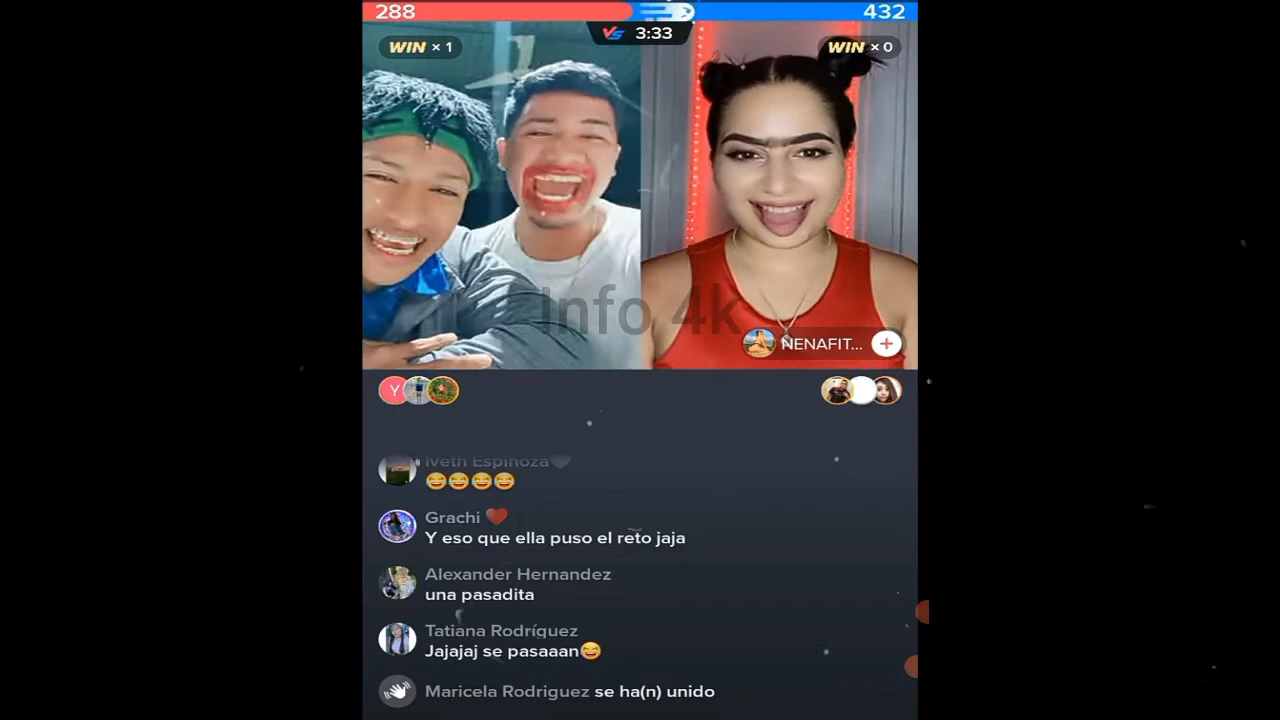 288
432
VS 3:33
WIN × 1
WIN × 0
Info 4k
NENAFIT...
Y
Iveth Espinoza🤍
😂😂😂😂
Grachi ❤️
Y eso que ella puso el reto jaja
Alexander Hernandez
una pasadita
Tatiana Rodríguez
Jajajaj se pasaaan😂
Maricela Rodriguez se ha(n) unido